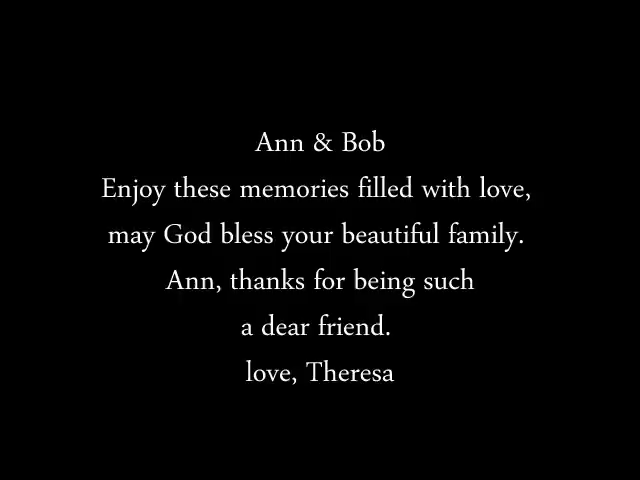 Ann & Bob
Enjoy these memories filled with love,
may God bless your beautiful family.
Ann, thanks for being such
a dear friend.
love, Theresa